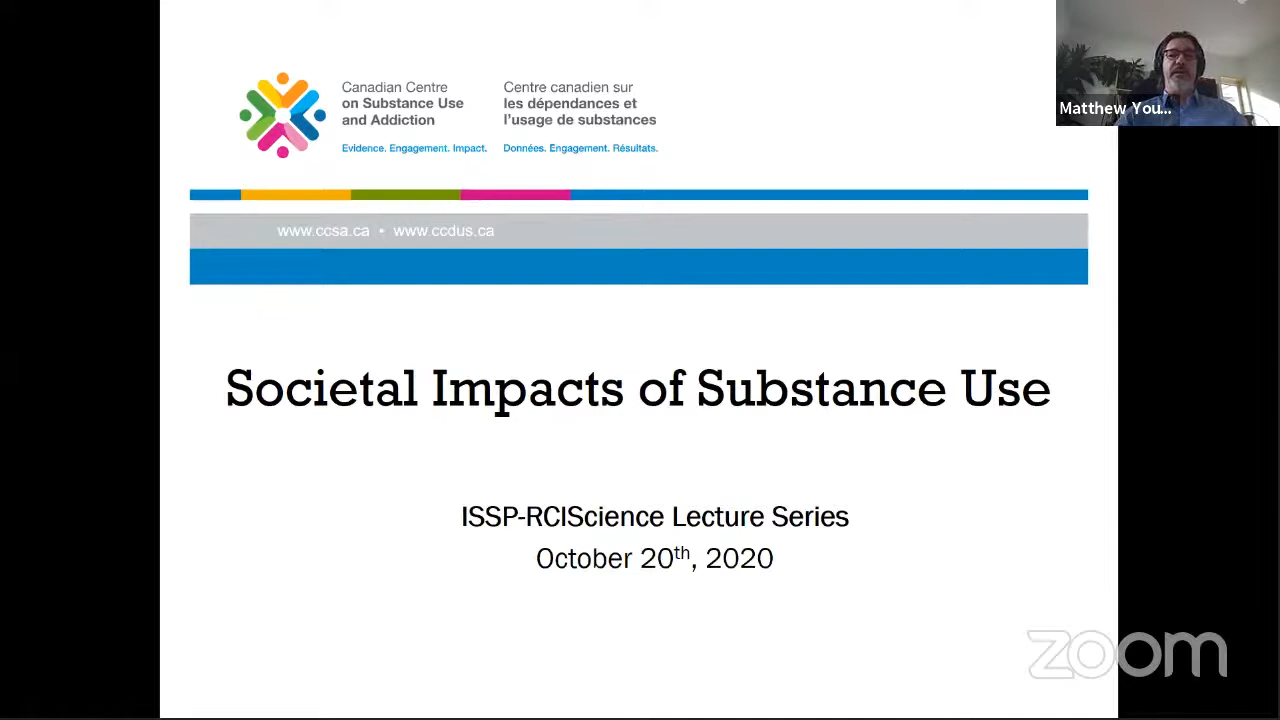 Canadian Centre
on Substance Use
and Addiction
Evidence. Engagement. Impact.
Centre canadien sur
les dépendances et
l'usage de substances
Données. Engagement. Résultats.
Matthew You...
www.ccsa.ca • www.ccdus.ca
Societal Impacts of Substance Use
ISSP-RCIScience Lecture Series
October 20th, 2020
zoom